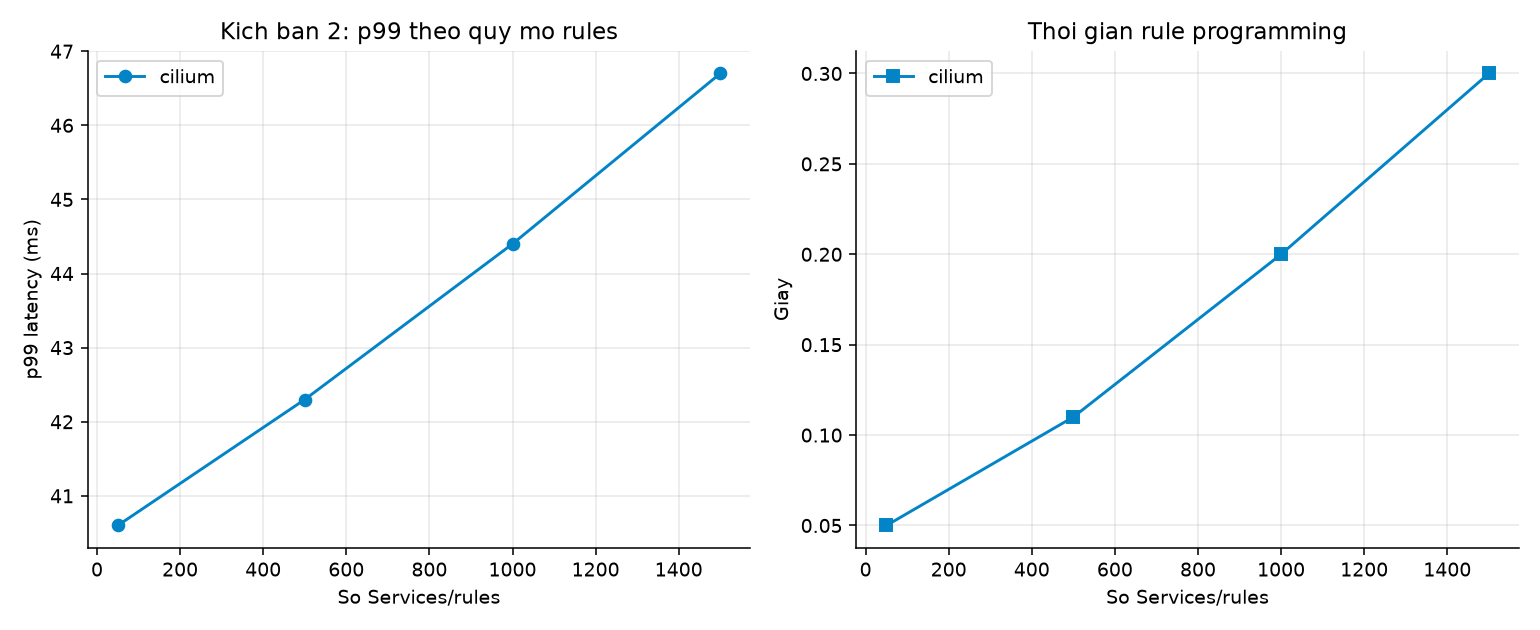 Kich ban 2: p99 theo quy mo rules
cilium
p99 latency (ms)
47
46
45
44
43
42
41
0 200 400 600 800 1000 1200 1400
So Services/rules
Thoi gian rule programming
cilium
Giay
0.30
0.25
0.20
0.15
0.10
0.05
0 200 400 600 800 1000 1200 1400
So Services/rules